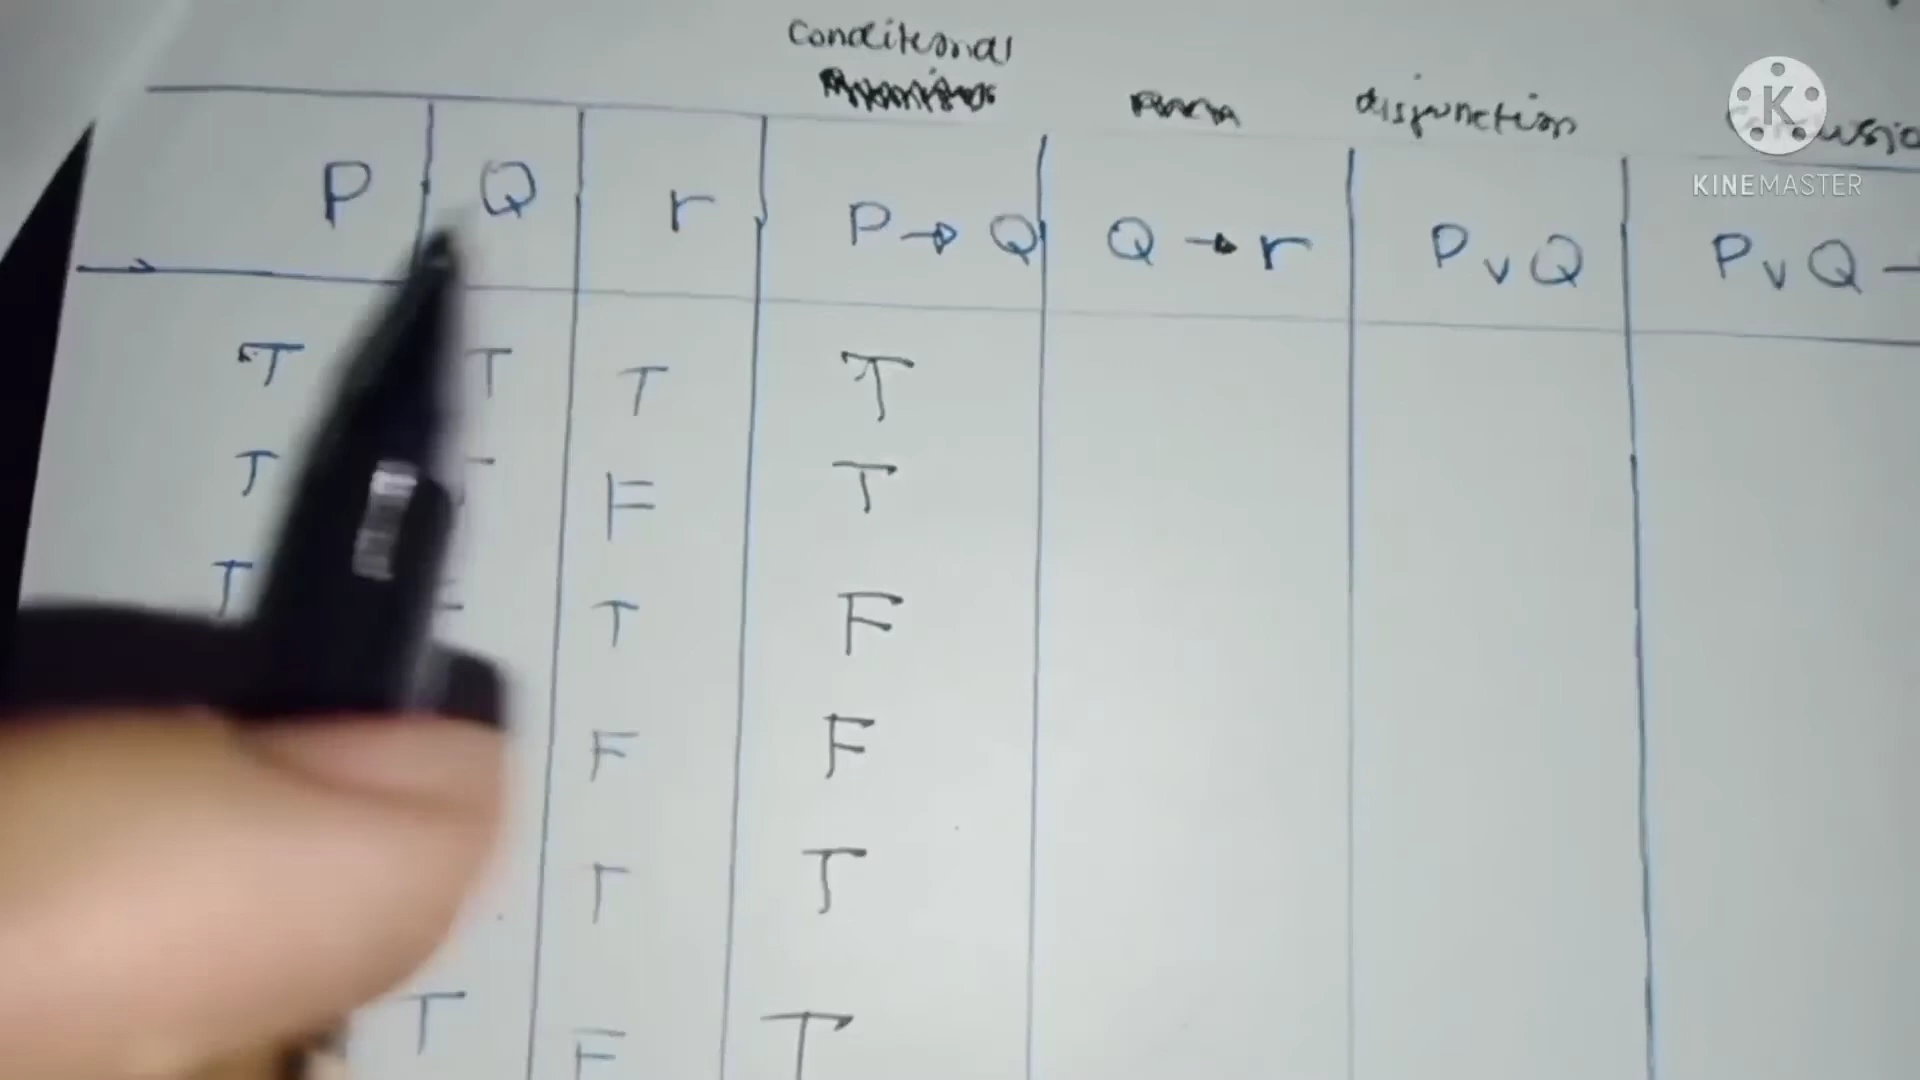 Conditional
disjunction
P Q r P → Q Q → r P ∨ Q P ∨ Q →
T T T T
T F T
T T F
F F
T T
T F T
KINEMASTER